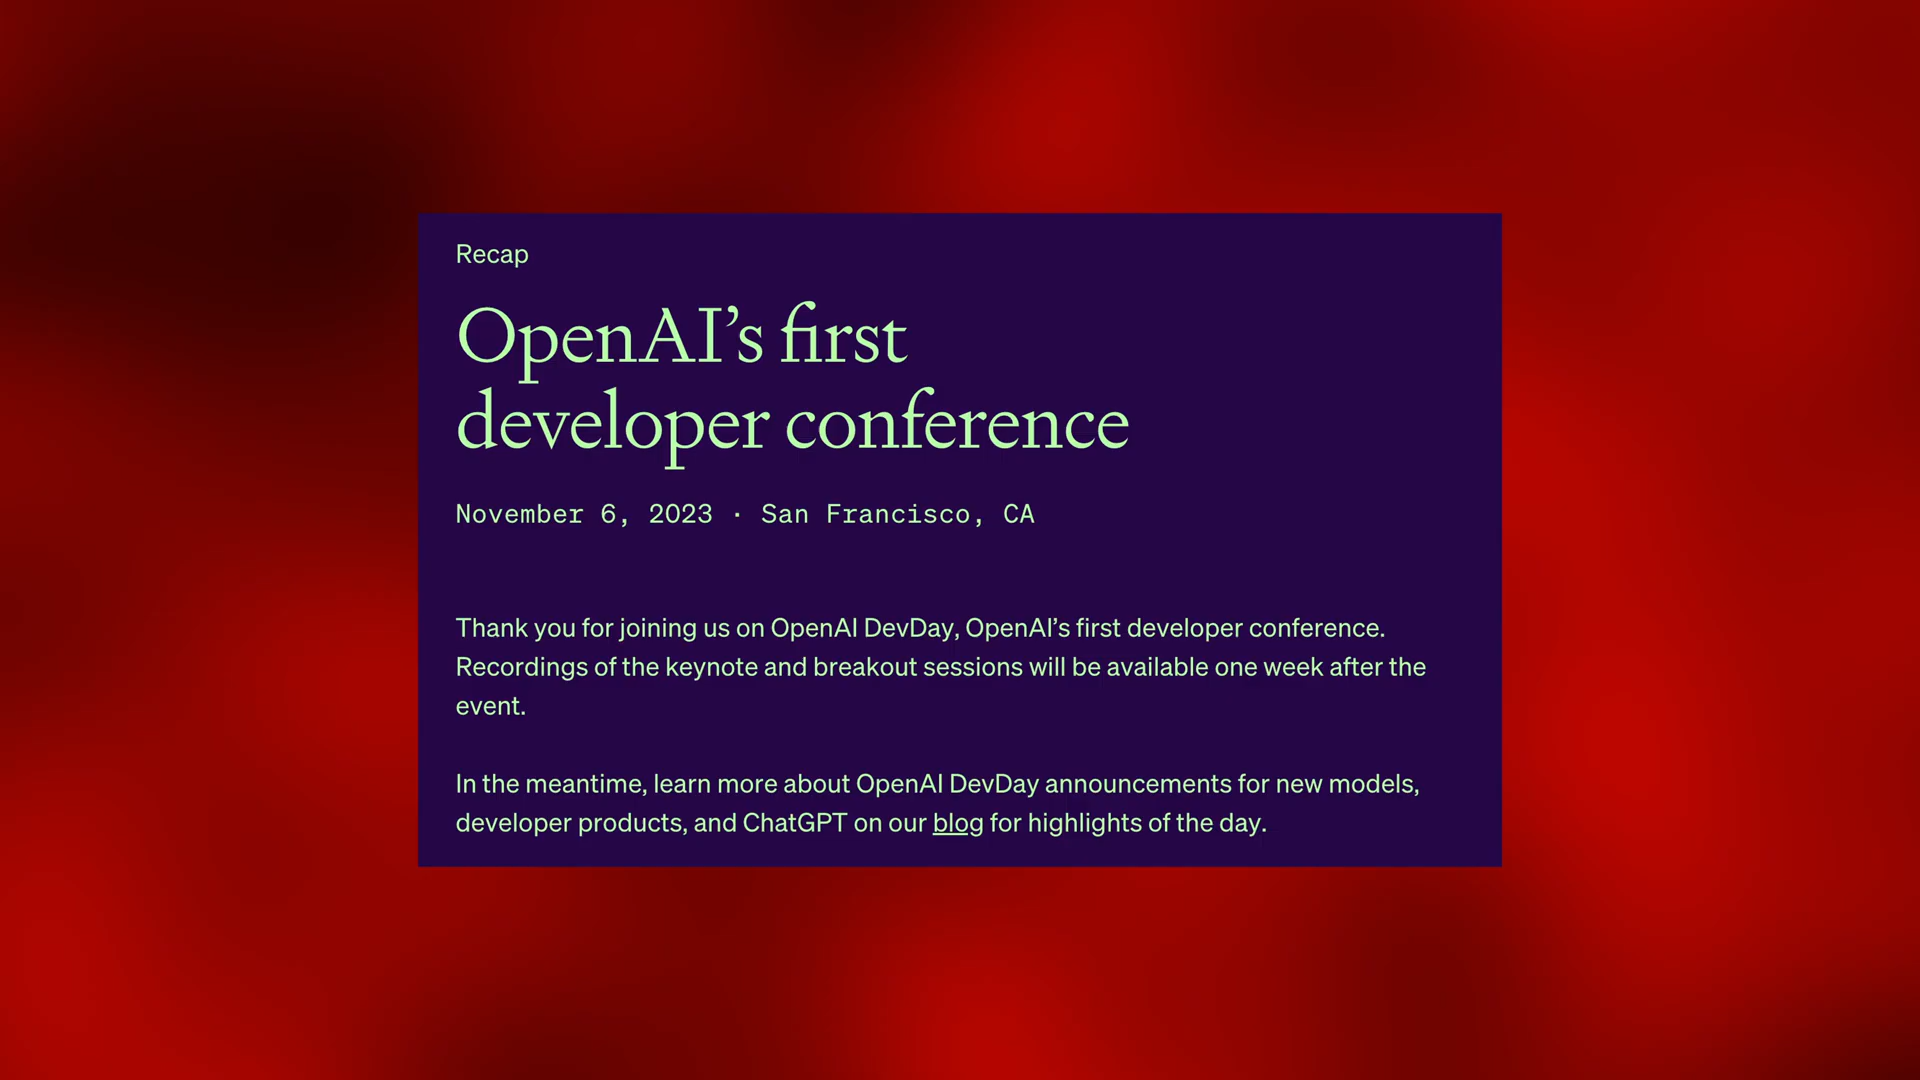 Recap
OpenAI’s first
developer conference
November 6, 2023 · San Francisco, CA
Thank you for joining us on OpenAI DevDay, OpenAI’s first developer conference.
Recordings of the keynote and breakout sessions will be available one week after the
event.
In the meantime, learn more about OpenAI DevDay announcements for new models,
developer products, and ChatGPT on our blog for highlights of the day.